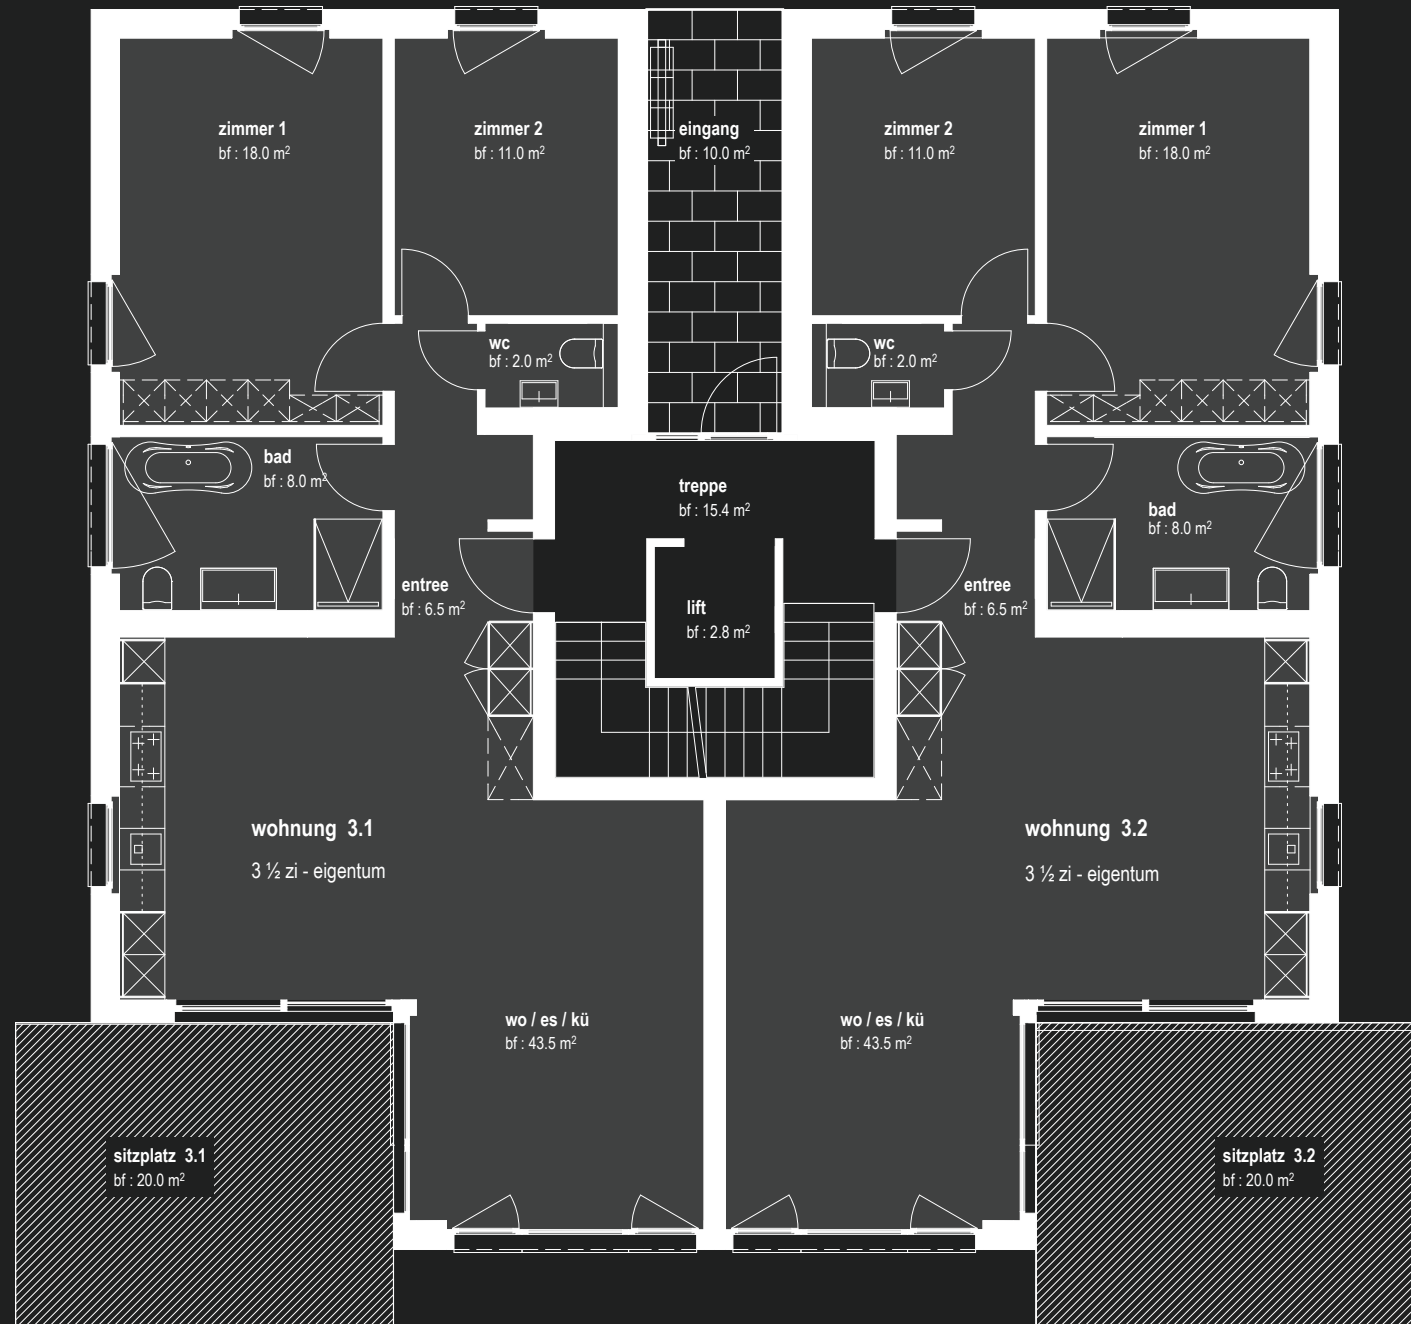 zimmer 1
bf : 18.0 m²
zimmer 2
bf : 11.0 m²
eingang
bf : 10.0 m²
zimmer 2
bf : 11.0 m²
zimmer 1
bf : 18.0 m²
wc
bf : 2.0 m²
wc
bf : 2.0 m²
bad
bf : 8.0 m²
treppe
bf : 15.4 m²
bad
bf : 8.0 m²
entree
bf : 6.5 m²
lift
bf : 2.8 m²
entree
bf : 6.5 m²
wohnung 3.1
3 ½ zi - eigentum
wohnung 3.2
3 ½ zi - eigentum
wo / es / kü
bf : 43.5 m²
wo / es / kü
bf : 43.5 m²
sitzplatz 3.1
bf : 20.0 m²
sitzplatz 3.2
bf : 20.0 m²